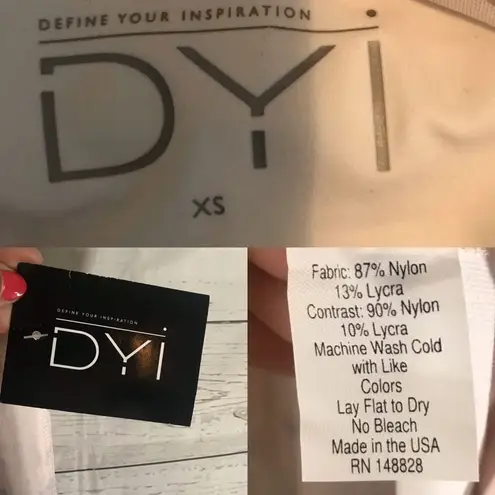 DEFINE YOUR INSPIRATION
DYi
XS
DEFINE YOUR INSPIRATION
DYi
Fabric: 87% Nylon
13% Lycra
Contrast: 90% Nylon
10% Lycra
Machine Wash Cold
with Like
Colors
Lay Flat to Dry
No Bleach
Made in the USA
RN 148828